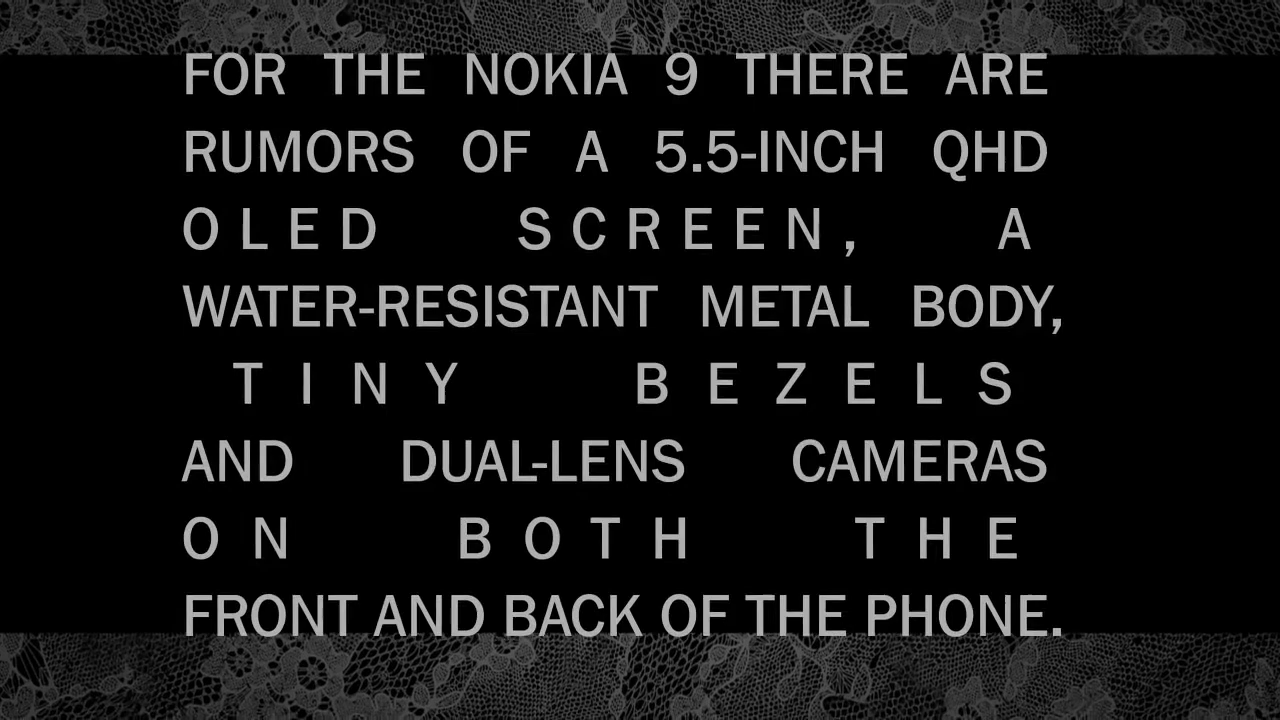 FOR THE NOKIA 9 THERE ARE
RUMORS OF A 5.5-INCH QHD
OLED SCREEN, A
WATER-RESISTANT METAL BODY,
TINY BEZELS
AND DUAL-LENS CAMERAS
ON BOTH THE
FRONT AND BACK OF THE PHONE.